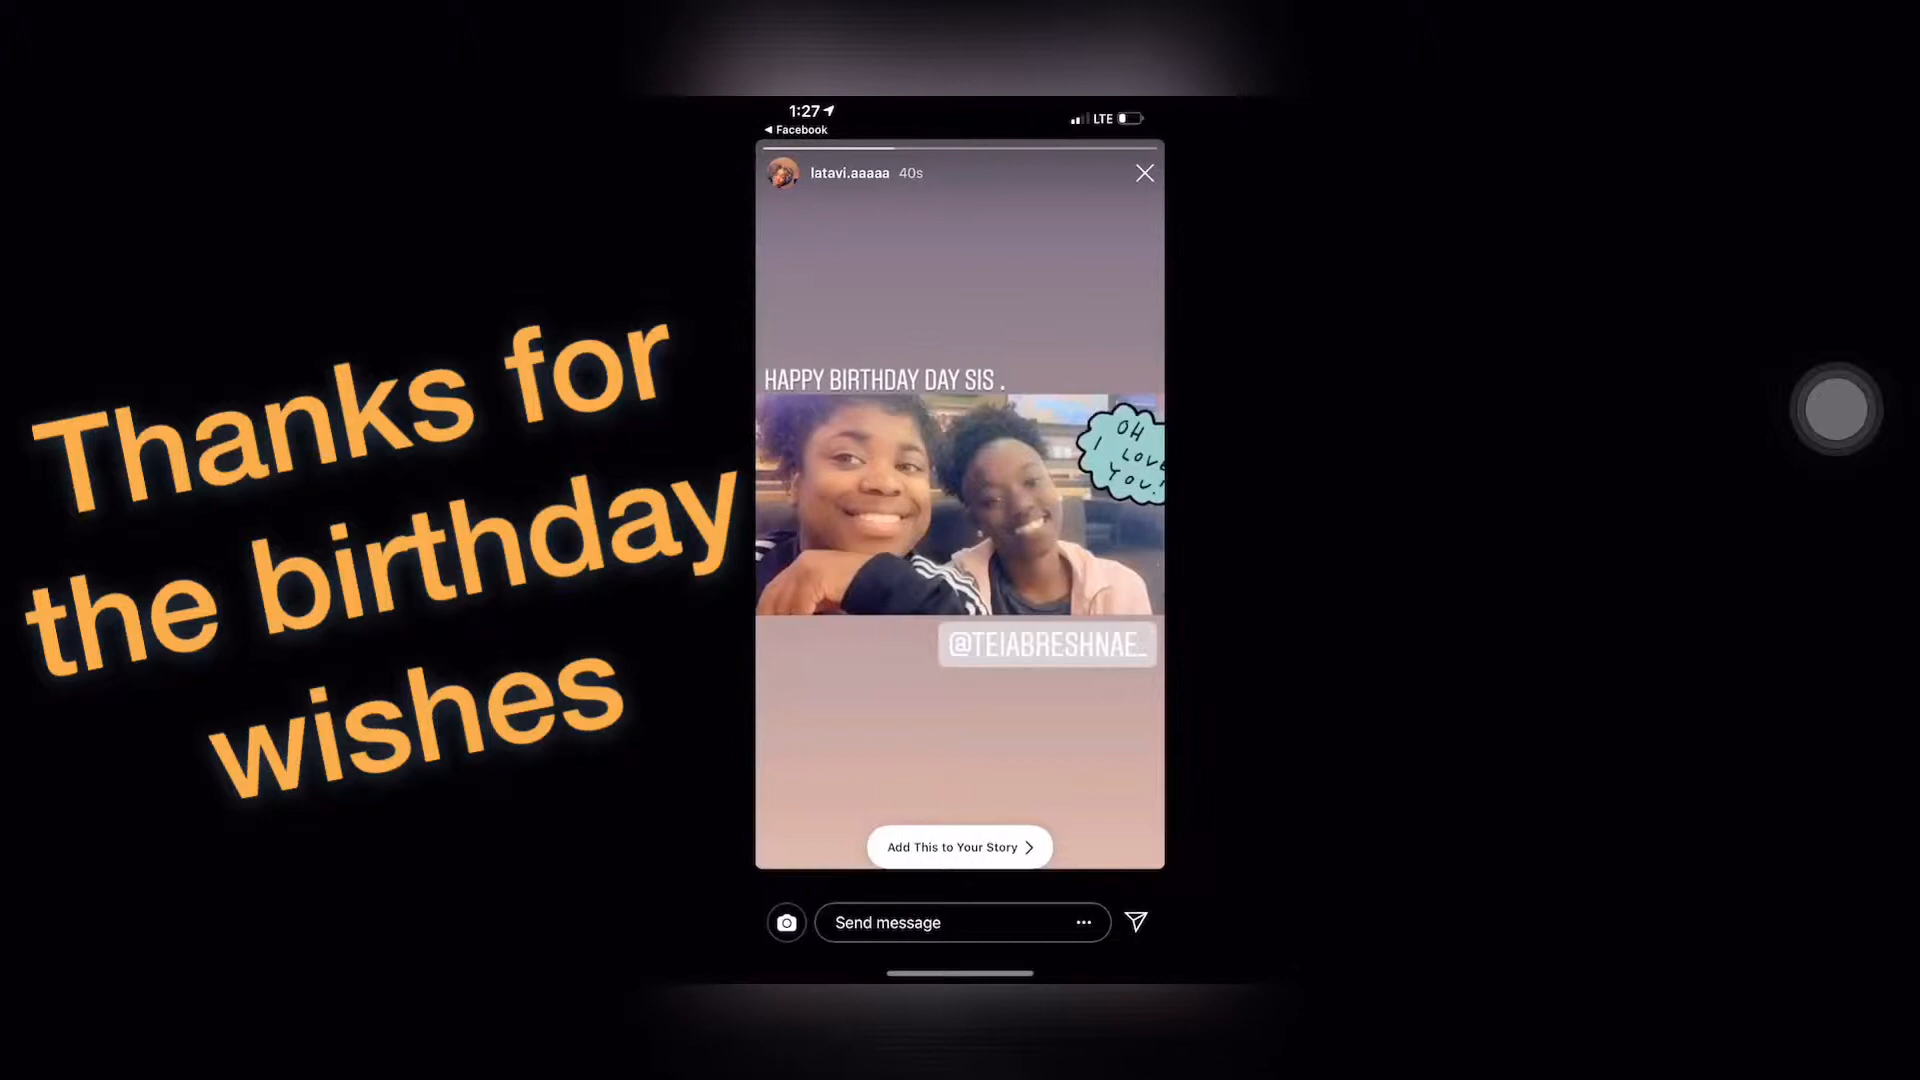 1:27
LTE
Facebook
latavi.aaaaa 40s
HAPPY BIRTHDAY DAY SIS .
OH
I LOVE
YOU!
Thanks for
the birthday
wishes
@TEIABRESHNAE_
Add This to Your Story
Send message